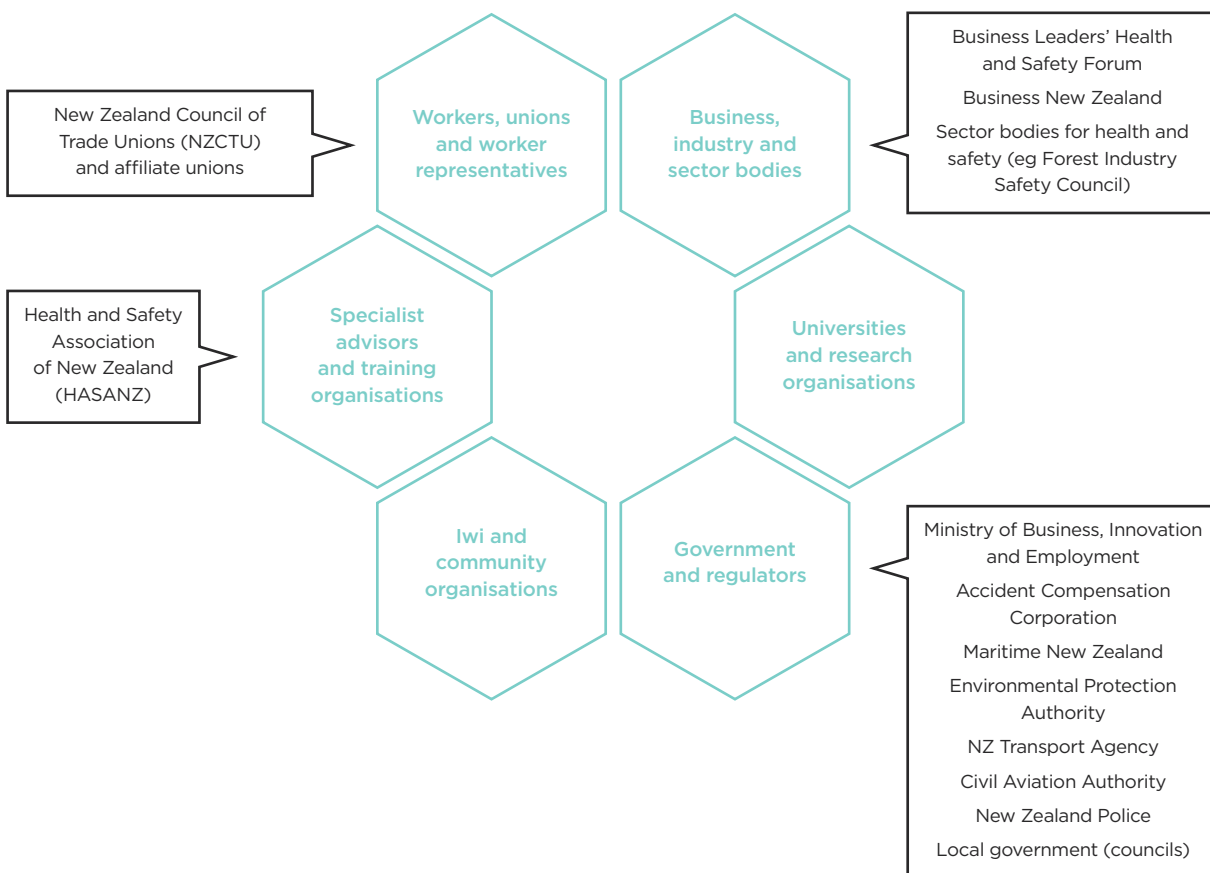 New Zealand Council of
Trade Unions (NZCTU)
and affiliate unions
Workers, unions
and worker
representatives
Business,
industry and
sector bodies
Business Leaders’ Health
and Safety Forum
Business New Zealand
Sector bodies for health and
safety (eg Forest Industry
Safety Council)
Health and Safety
Association
of New Zealand
(HASANZ)
Specialist
advisors
and training
organisations
Universities
and research
organisations
Iwi and
community
organisations
Government
and regulators
Ministry of Business, Innovation
and Employment
Accident Compensation
Corporation
Maritime New Zealand
Environmental Protection
Authority
NZ Transport Agency
Civil Aviation Authority
New Zealand Police
Local government (councils)